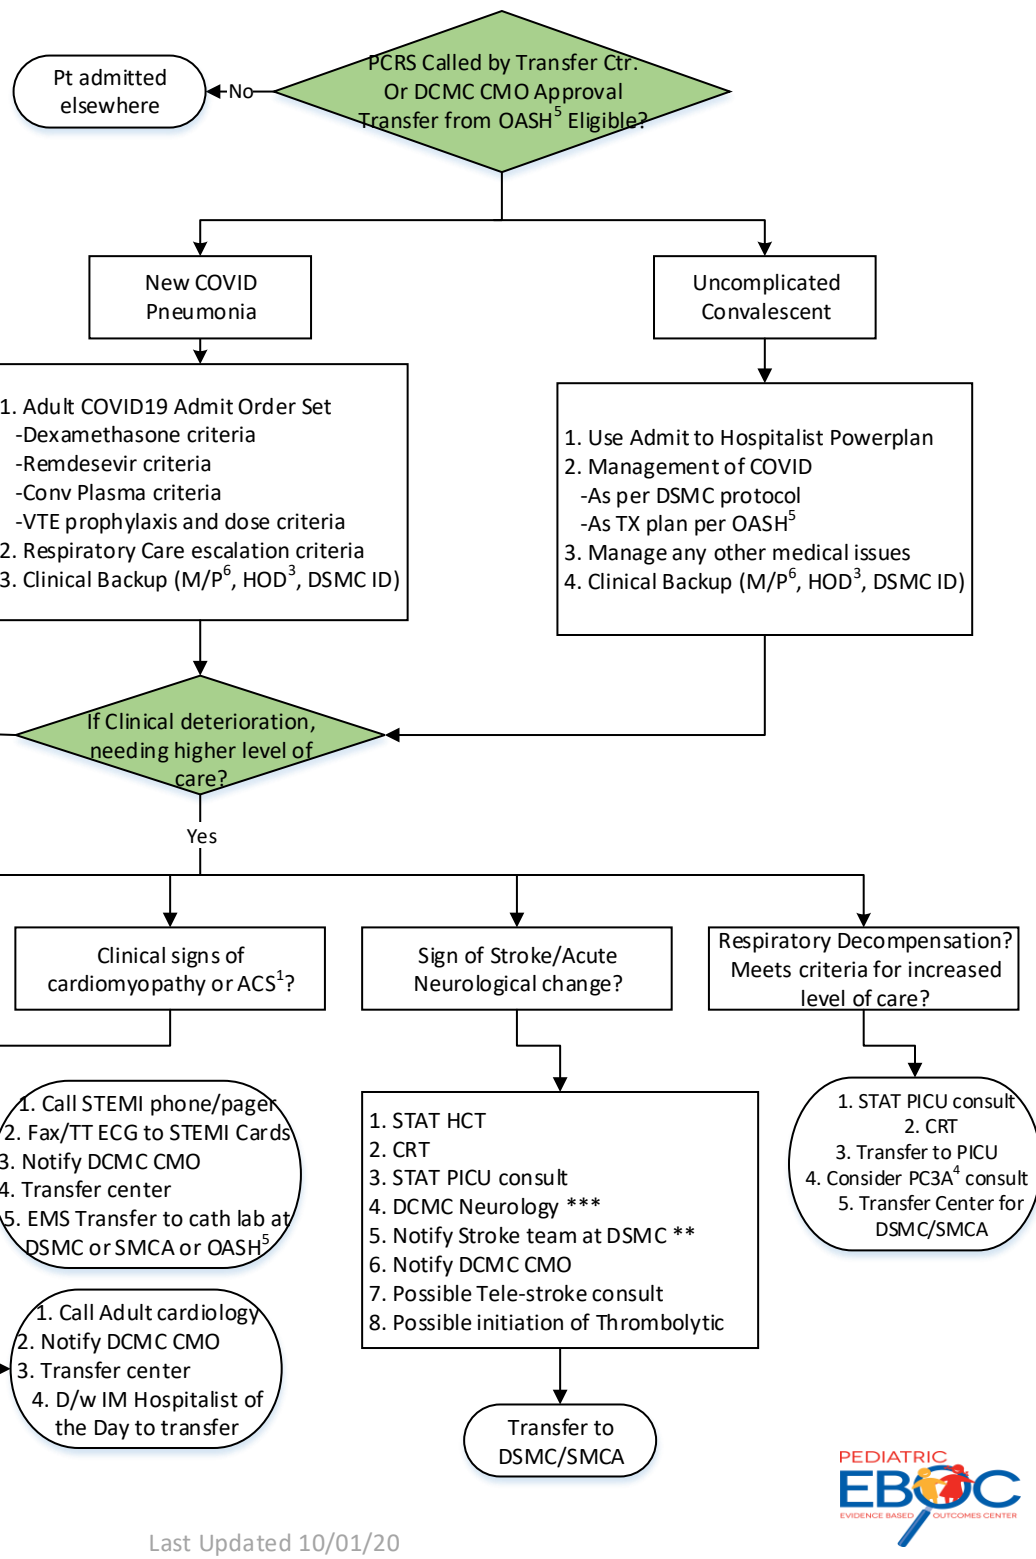 PCRS Called by Transfer Ctr.
Or DCMC CMO Approval
Transfer from OASH5 Eligible?
No
Pt admitted
elsewhere
New COVID
Pneumonia
Uncomplicated
Convalescent
1. Adult COVID19 Admit Order Set
-Dexamethasone criteria
-Remdesevir criteria
-Conv Plasma criteria
-VTE prophylaxis and dose criteria
2. Respiratory Care escalation criteria
3. Clinical Backup (M/P6, HOD3, DSMC ID)
1. Use Admit to Hospitalist Powerplan
2. Management of COVID
-As per DSMC protocol
-As TX plan per OASH5
3. Manage any other medical issues
4. Clinical Backup (M/P6, HOD3, DSMC ID)
If Clinical deterioration,
needing higher level of
care?
Yes
Clinical signs of
cardiomyopathy or ACS1?
Sign of Stroke/Acute
Neurological change?
Respiratory Decompensation?
Meets criteria for increased
level of care?
1. Call STEMI phone/pager
2. Fax/TT ECG to STEMI Cards
3. Notify DCMC CMO
4. Transfer center
5. EMS Transfer to cath lab at
DSMC or SMCA or OASH5
1. STAT HCT
2. CRT
3. STAT PICU consult
4. DCMC Neurology ***
5. Notify Stroke team at DSMC **
6. Notify DCMC CMO
7. Possible Tele-stroke consult
8. Possible initiation of Thrombolytic
1. STAT PICU consult
2. CRT
3. Transfer to PICU
4. Consider PC3A4 consult
5. Transfer Center for
DSMC/SMCA
1. Call Adult cardiology
2. Notify DCMC CMO
3. Transfer center
4. D/w IM Hospitalist of
the Day to transfer
Transfer to
DSMC/SMCA
PEDIATRIC
EBOC
EVIDENCE BASED OUTCOMES CENTER
Last Updated 10/01/20